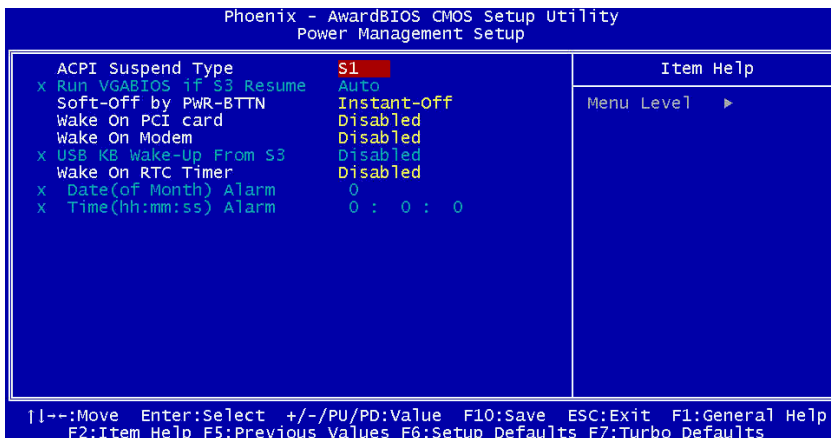 Phoenix - AwardBIOS CMOS Setup Utility
Power Management Setup
ACPI Suspend Type S1
x Run VGABIOS if S3 Resume Auto
Soft-Off by PWR-BTTN Instant-Off
Wake On PCI card Disabled
Wake On Modem Disabled
x USB KB Wake-Up From S3 Disabled
Wake On RTC Timer Disabled
x Date(of Month) Alarm 0
x Time(hh:mm:ss) Alarm 0 : 0 : 0
Item Help
Menu Level ▶
↑↓→←:Move Enter:Select +/-/PU/PD:Value F10:Save ESC:Exit F1:General Help
F2:Item Help F5:Previous Values F6:Setup Defaults F7:Turbo Defaults